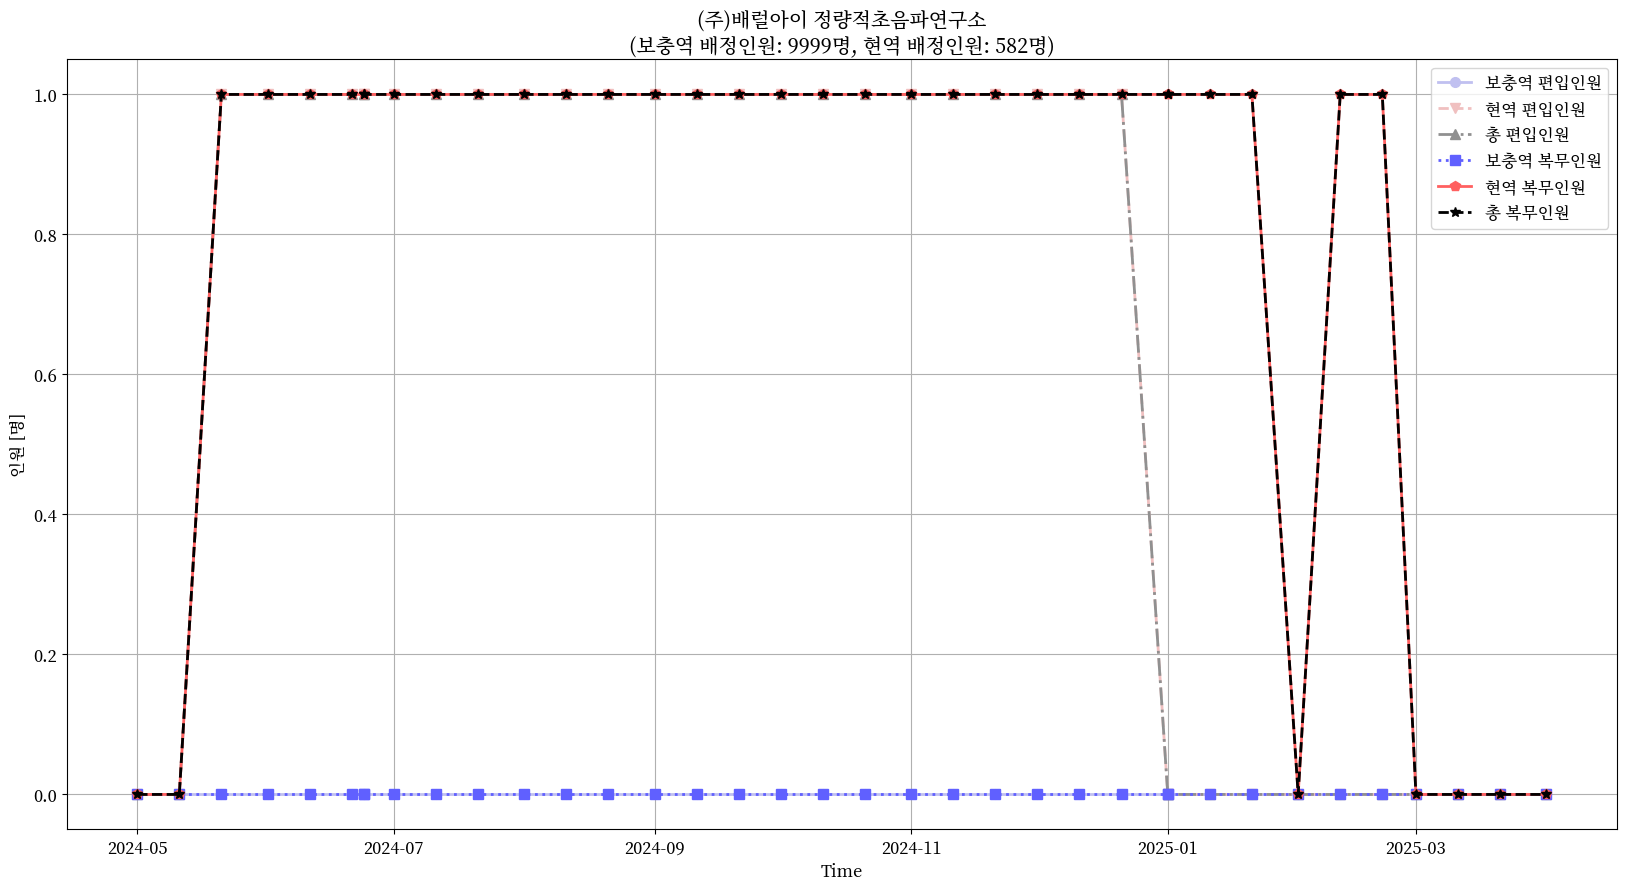 (주)배럴아이 정량적초음파연구소
(보충역 배정인원: 9999명, 현역 배정인원: 582명)
보충역 편입인원
현역 편입인원
총 편입인원
보충역 복무인원
현역 복무인원
총 복무인원
1.0
0.8
0.6
0.4
0.2
0.0
인원 [명]
2024-05
2024-07
2024-09
2024-11
2025-01
2025-03
Time